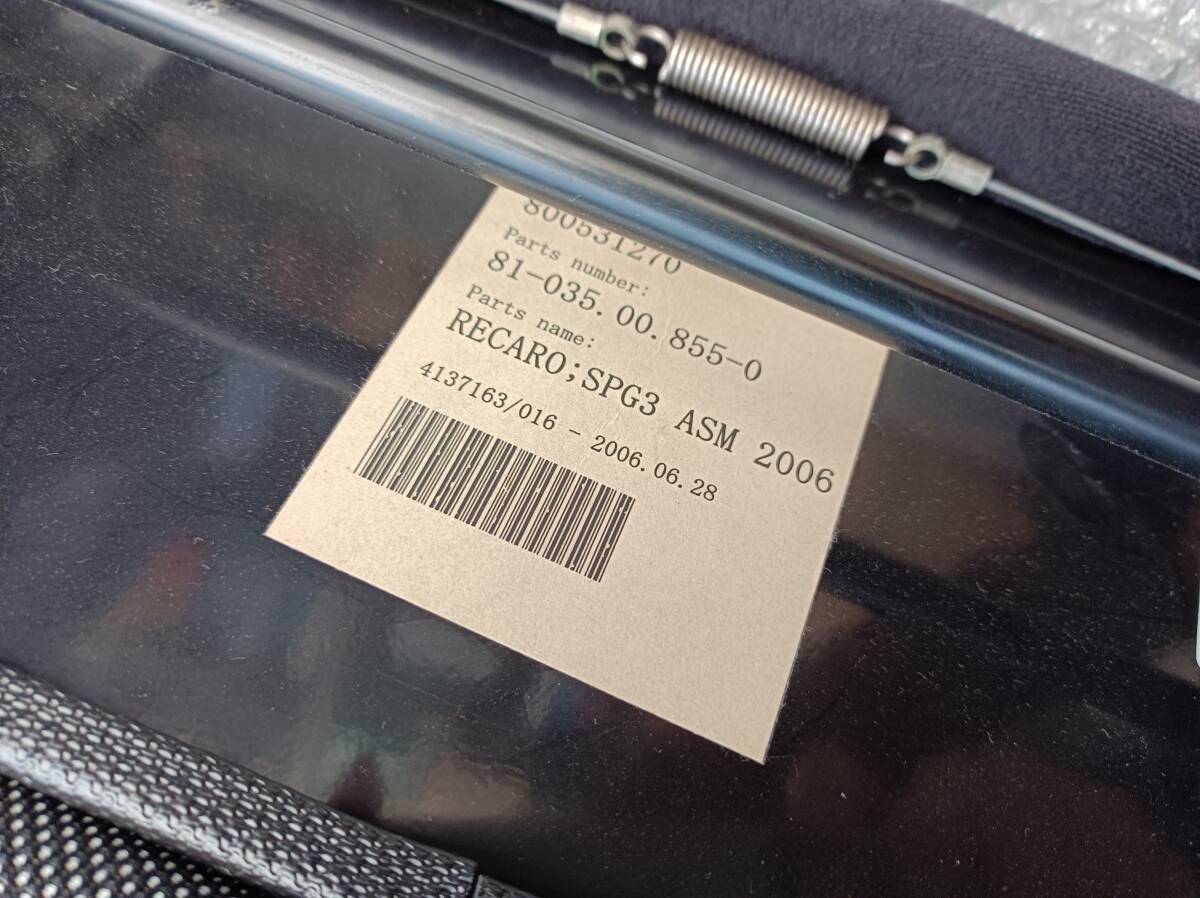 800531270
Parts number:
81-035.00.855-0
Parts name:
RECARO;SPG3 ASM 2006
4137163/016 - 2006.06.28